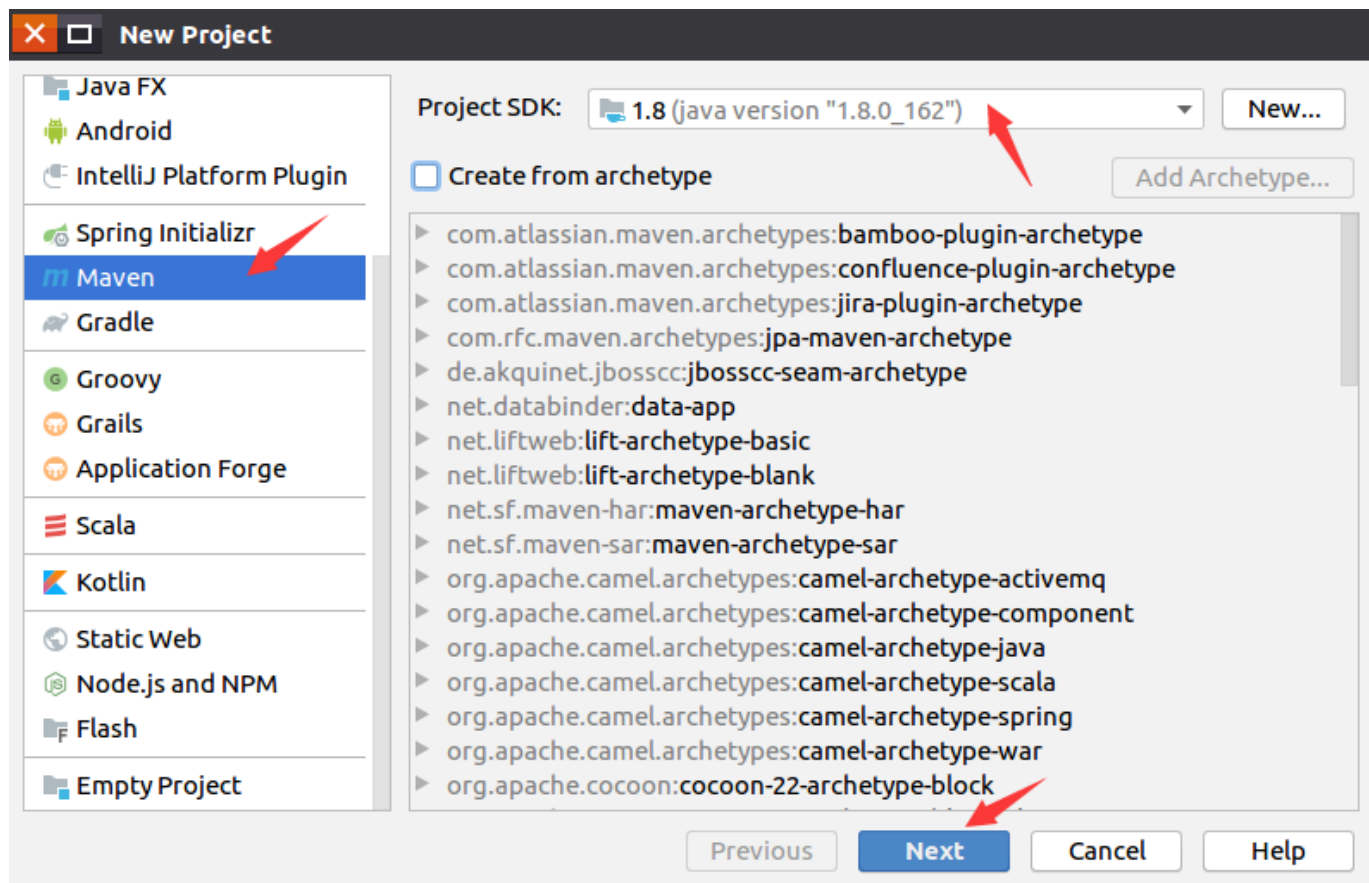 New Project
Java FX
Android
IntelliJ Platform Plugin
Spring Initializr
Maven
Gradle
Groovy
Grails
Application Forge
Scala
Kotlin
Static Web
Node.js and NPM
Flash
Empty Project
Project SDK: 1.8 (java version "1.8.0_162") New...
Create from archetype Add Archetype...
com.atlassian.maven.archetypes:bamboo-plugin-archetype
com.atlassian.maven.archetypes:confluence-plugin-archetype
com.atlassian.maven.archetypes:jira-plugin-archetype
com.rfc.maven.archetypes:jpa-maven-archetype
de.akquinet.jbosscc:jbosscc-seam-archetype
net.databinder:data-app
net.liftweb:lift-archetype-basic
net.liftweb:lift-archetype-blank
net.sf.maven-har:maven-archetype-har
net.sf.maven-sar:maven-archetype-sar
org.apache.camel.archetypes:camel-archetype-activemq
org.apache.camel.archetypes:camel-archetype-component
org.apache.camel.archetypes:camel-archetype-java
org.apache.camel.archetypes:camel-archetype-scala
org.apache.camel.archetypes:camel-archetype-spring
org.apache.camel.archetypes:camel-archetype-war
org.apache.cocoon:cocoon-22-archetype-block
Previous Next Cancel Help